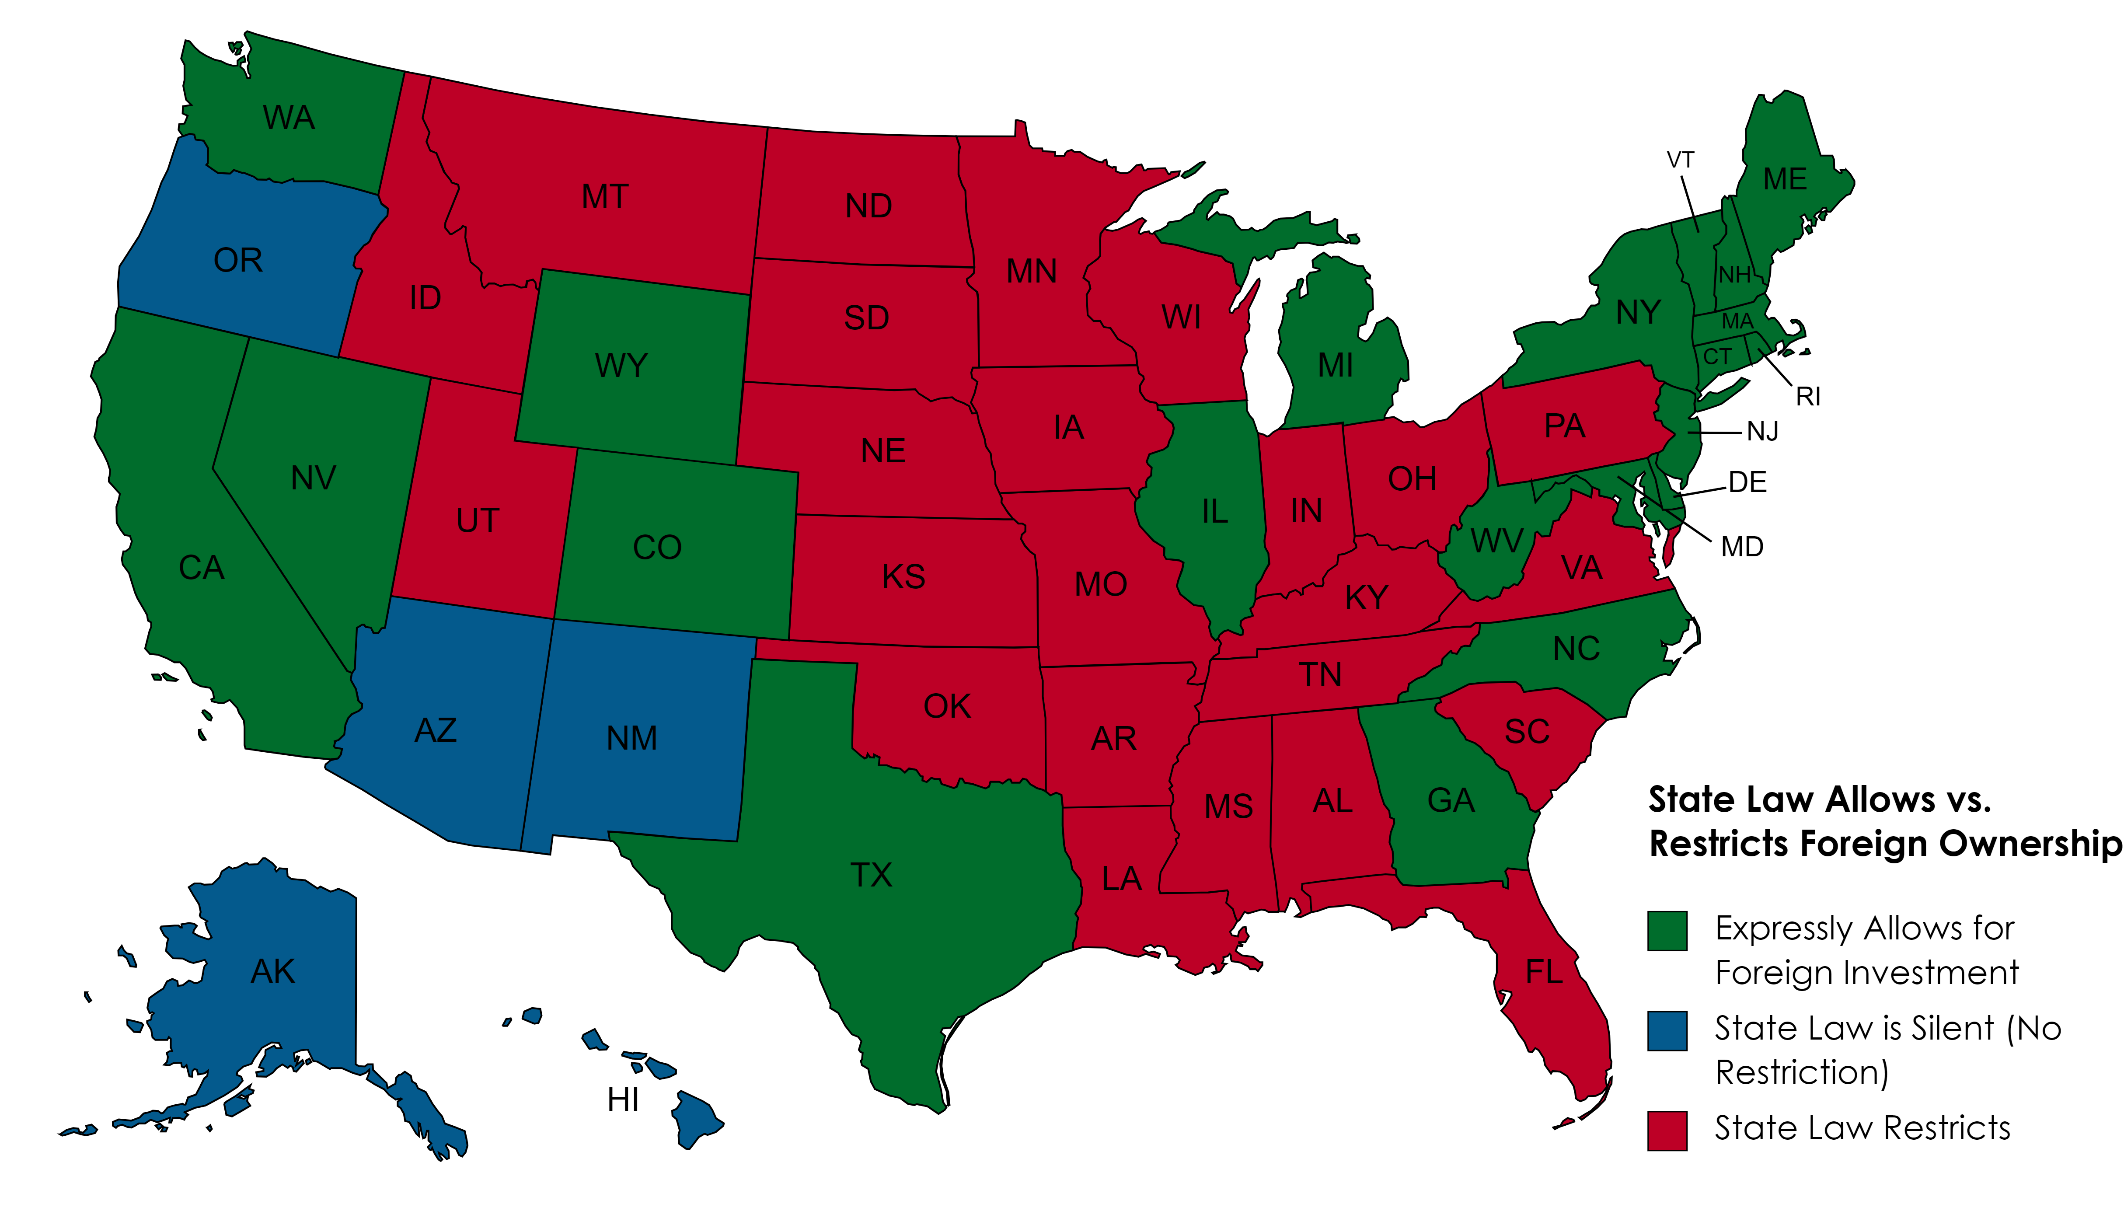 WA
VT
ME
MT
ND
OR
MN
NH
ID
NY
SD
WI
MA
WY
MI
CT
RI
IA
PA
NJ
NE
NV
OH
DE
UT
IL
IN
CO
WV
MD
CA
KS
MO
VA
KY
NC
TN
OK
AZ
NM
AR
SC
MS
AL
GA
TX
LA
FL
AK
HI
State Law Allows vs.
Restricts Foreign Ownership
Expressly Allows for
Foreign Investment
State Law is Silent (No
Restriction)
State Law Restricts